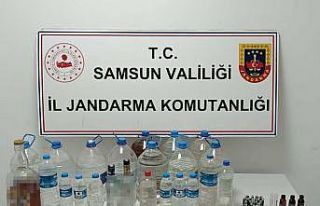 T.C.
SAMSUN VALİLİĞİ
İL JANDARMA KOMUTANLIĞI